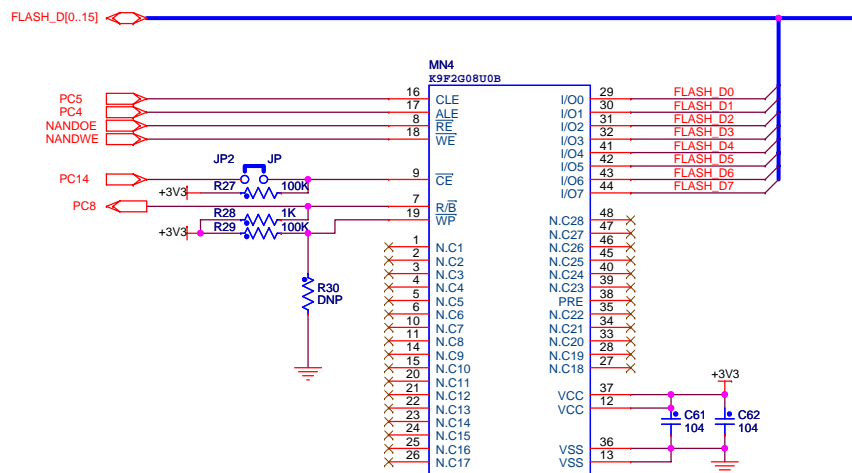 FLASH_D[0..15]
MN4
K9F2G08U0B
PC5 16 CLE I/O0 29 FLASH_D0
PC4 17 ALE I/O1 30 FLASH_D1
NANDOE 8 RE I/O2 31 FLASH_D2
NANDWE 18 WE I/O3 32 FLASH_D3
I/O4 41 FLASH_D4
JP2 JP I/O5 42 FLASH_D5
PC14 9 CE I/O6 43 FLASH_D6
+3V3 R27 100K I/O7 44 FLASH_D7
PC8 7 R/B
R28 1K 19 WP N.C28 48
+3V3 R29 100K N.C27 47
1 N.C1 N.C26 46
2 N.C2 N.C25 45
3 N.C3 N.C24 40
4 N.C4 N.C23 39
R30 5 N.C5 PRE 38
DNP 6 N.C6 N.C22 35
10 N.C7 N.C21 34
11 N.C8 N.C20 33
14 N.C9 N.C19 28
15 N.C10 N.C18 27
20 N.C11 +3V3
21 N.C12 VCC 37
22 N.C13 VCC 12
23 N.C14 C61 C62
24 N.C15 104 104
25 N.C16 VSS 36
26 N.C17 VSS 13